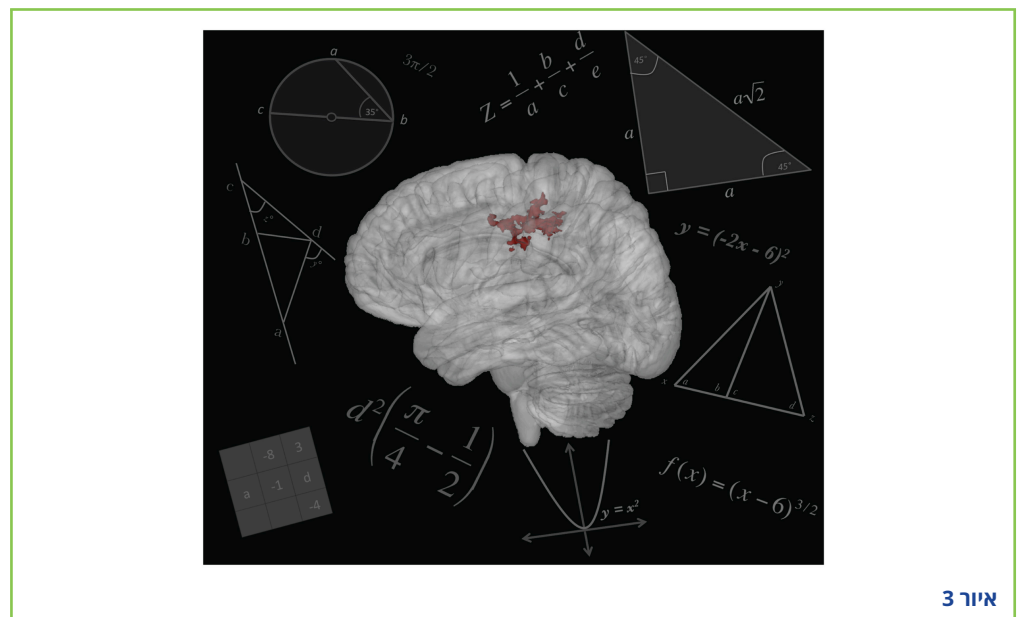 a
3π/2
c
35°
b
Z = 1/a + b/c + d/e
45°
a√2
a
45°
a
c
b
d
y°
a
y = (-2x - 6)²
y
x
a
b
c
d
z
d²(π/4 − 1/2)
-8 3
a -1 d
-4
y = x²
f(x) = (x − 6)³/²
איור 3